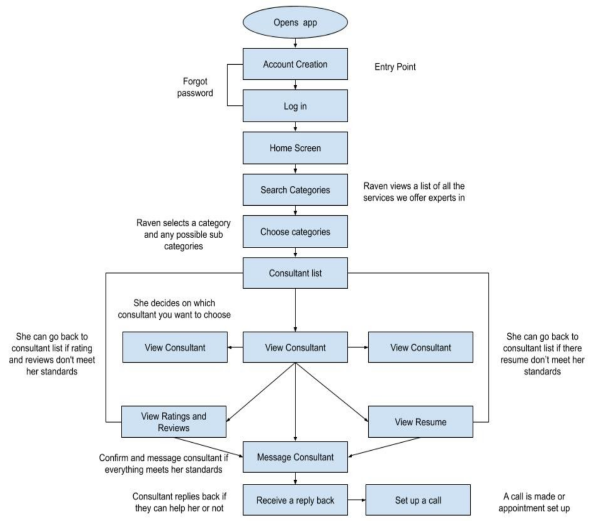 Opens app
Account Creation
Entry Point
Forgot
password
Log in
Home Screen
Search Categories
Raven views a list of all the
services we offer experts in
Raven selects a category
and any possible sub
categories
Choose categories
Consultant list
She decides on which
consultant you want to choose
She can go back to
consultant list if rating
and reviews don't meet
her standards
View Consultant
View Consultant
View Consultant
She can go back to
consultant list if there
resume don't meet her
standards
View Ratings and
Reviews
View Resume
Confirm and message consultant if
everything meets her standards
Message Consultant
Consultant replies back if
they can help her or not
Receive a reply back
Set up a call
A call is made or
appointment set up